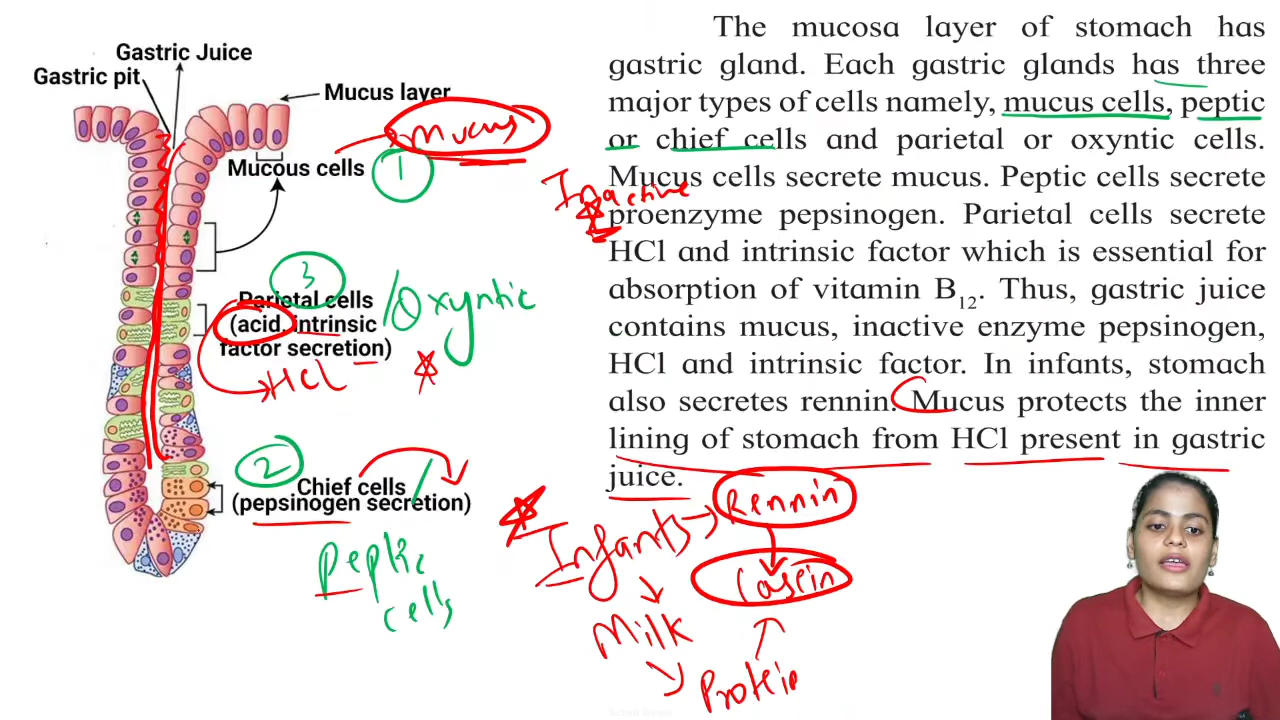 Gastric Juice
Gastric pit
Mucus layer
Mucus
Mucous cells
1
3
Parietal cells
(acid, intrinsic
factor secretion)
/Oxyntic
HCl
2
Chief cells
(pepsinogen secretion)
Peptic
cells
The mucosa layer of stomach has
gastric gland. Each gastric glands has three
major types of cells namely, mucus cells, peptic
or chief cells and parietal or oxyntic cells.
Mucus cells secrete mucus. Peptic cells secrete
Inactive
proenzyme pepsinogen. Parietal cells secrete
HCl and intrinsic factor which is essential for
absorption of vitamin B12. Thus, gastric juice
contains mucus, inactive enzyme pepsinogen,
HCl and intrinsic factor. In infants, stomach
also secretes rennin. Mucus protects the inner
lining of stomach from HCl present in gastric
juice.
Infants → Rennin
Casein
Milk
Protein